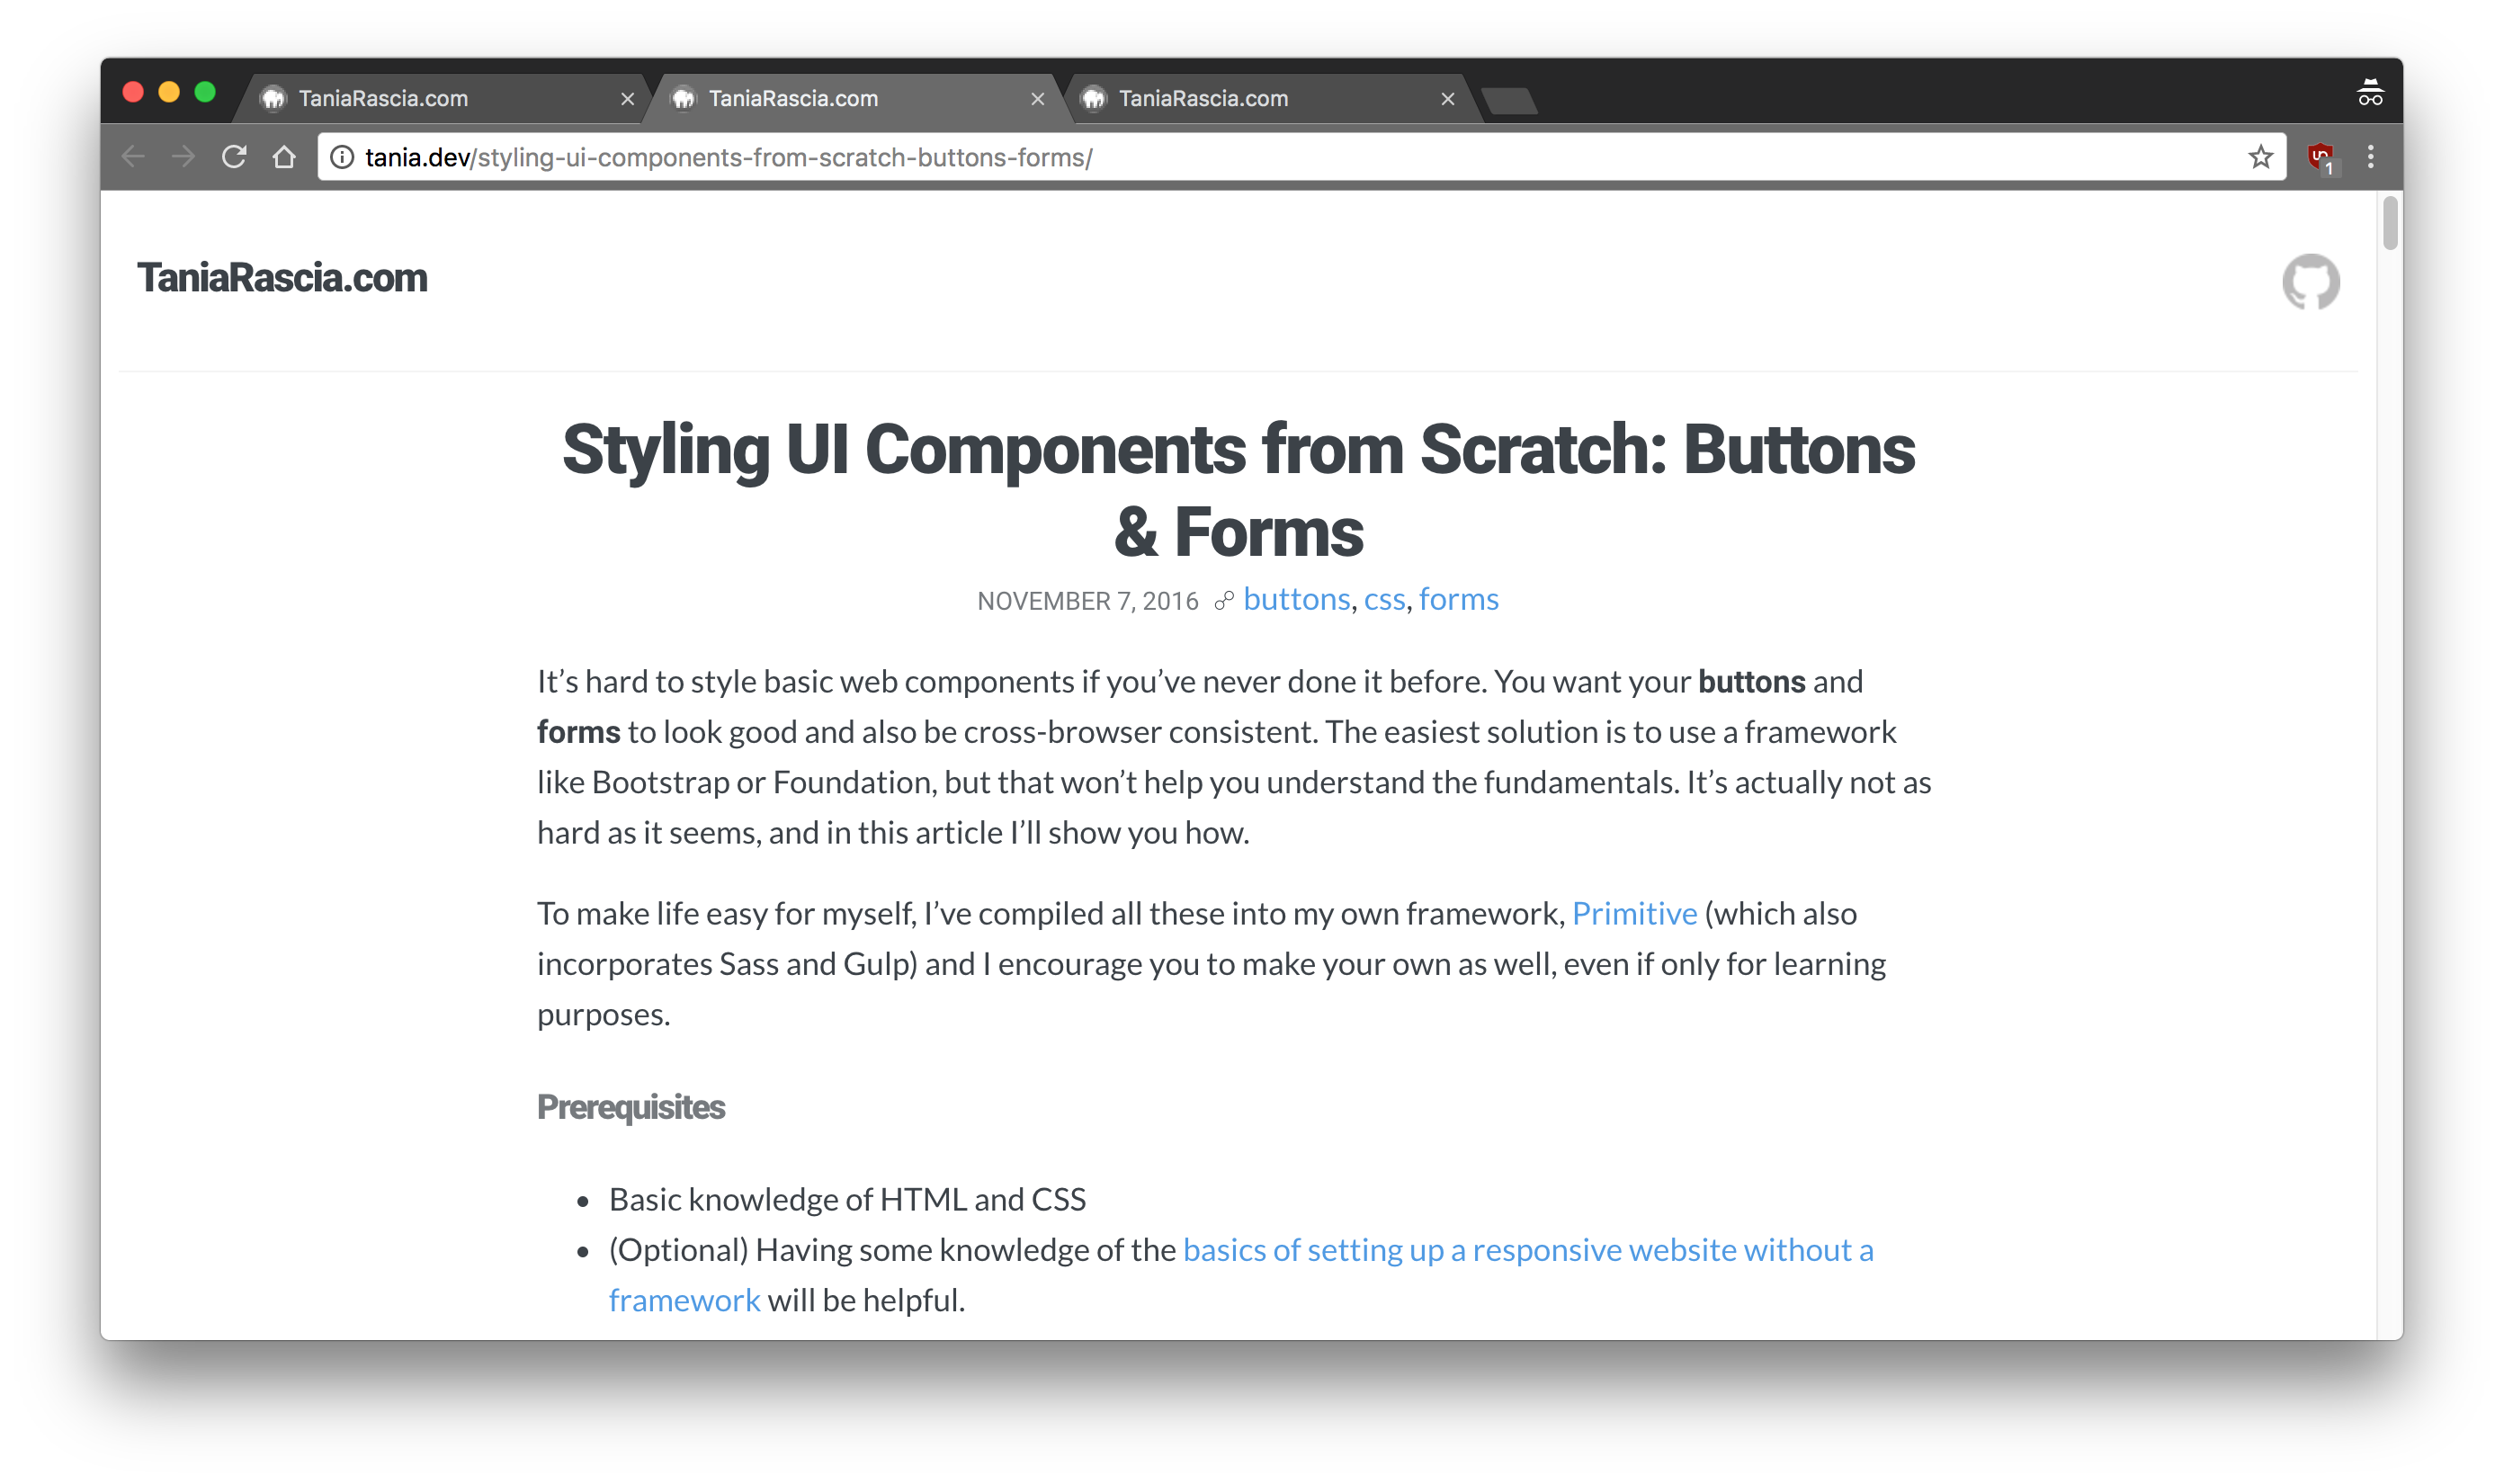 TaniaRascia.com
TaniaRascia.com
TaniaRascia.com
tania.dev/styling-ui-components-from-scratch-buttons-forms/
1
TaniaRascia.com
Styling UI Components from Scratch: Buttons
& Forms
NOVEMBER 7, 2016 buttons, css, forms
It’s hard to style basic web components if you’ve never done it before. You want your buttons and
forms to look good and also be cross-browser consistent. The easiest solution is to use a framework
like Bootstrap or Foundation, but that won’t help you understand the fundamentals. It’s actually not as
hard as it seems, and in this article I’ll show you how.
To make life easy for myself, I’ve compiled all these into my own framework, Primitive (which also
incorporates Sass and Gulp) and I encourage you to make your own as well, even if only for learning
purposes.
Prerequisites
• Basic knowledge of HTML and CSS
• (Optional) Having some knowledge of the basics of setting up a responsive website without a
framework will be helpful.